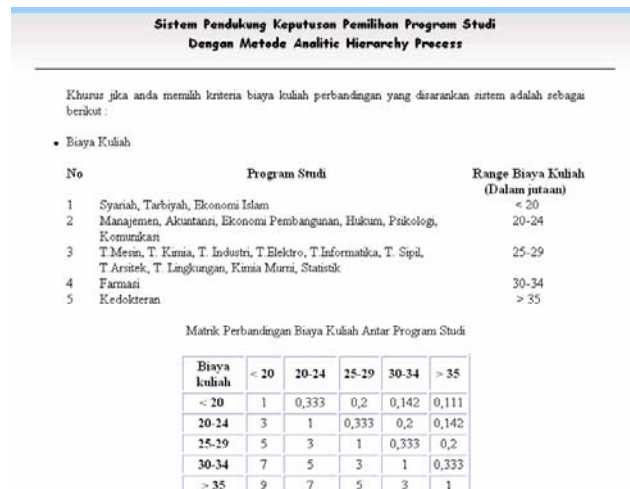 Sistem Pendukung Keputusan Pemilihan Program Studi
Dengan Metode Analitic Hierarchy Process
Khusus jika anda memilih kriteria biaya kuliah perbandingan yang disarankan sistem adalah sebagai
berikut :
• Biaya Kuliah
No Program Studi Range Biaya Kuliah
(Dalam jutaan)
1 Syariah, Tarbiyah, Ekonomi Islam < 20
2 Manajemen, Akuntansi, Ekonomi Pembangunan, Hukum, Psikologi, 20-24
Komunikasi
3 T.Mesin, T. Kimia, T. Industri, T.Elektro, T.Informatika, T. Sipil, 25-29
T.Arsitek, T. Lingkungan, Kimia Murni, Statistik
4 Farmasi 30-34
5 Kedokteran > 35
Matrik Perbandingan Biaya Kuliah Antar Program Studi
Biaya
kuliah < 20 20-24 25-29 30-34 > 35
< 20 1 0,333 0,2 0,142 0,111
20-24 3 1 0,333 0,2 0,142
25-29 5 3 1 0,333 0,2
30-34 7 5 3 1 0,333
> 35 9 7 5 3 1